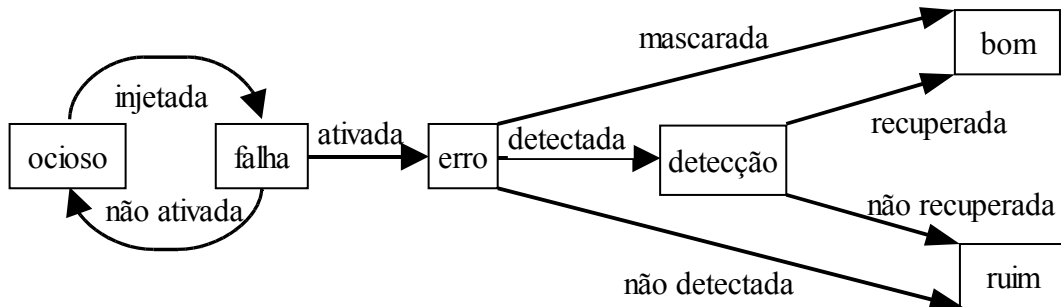 mascarada
bom
injetada
ocioso
falha
ativada
erro
detectada
detecção
recuperada
não ativada
não recuperada
não detectada
ruim